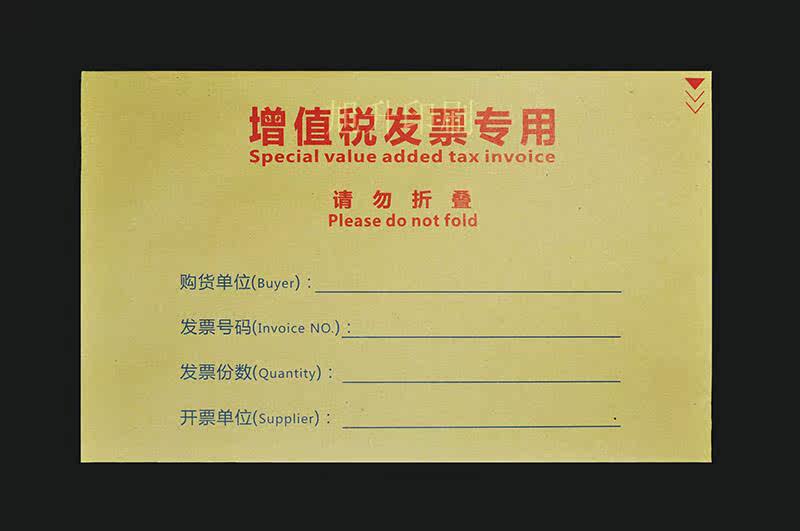 增值税发票专用
Special value added tax invoice
请勿折叠
Please do not fold
购货单位(Buyer)：
发票号码(Invoice NO.)：
发票份数(Quantity)：
开票单位(Supplier)：